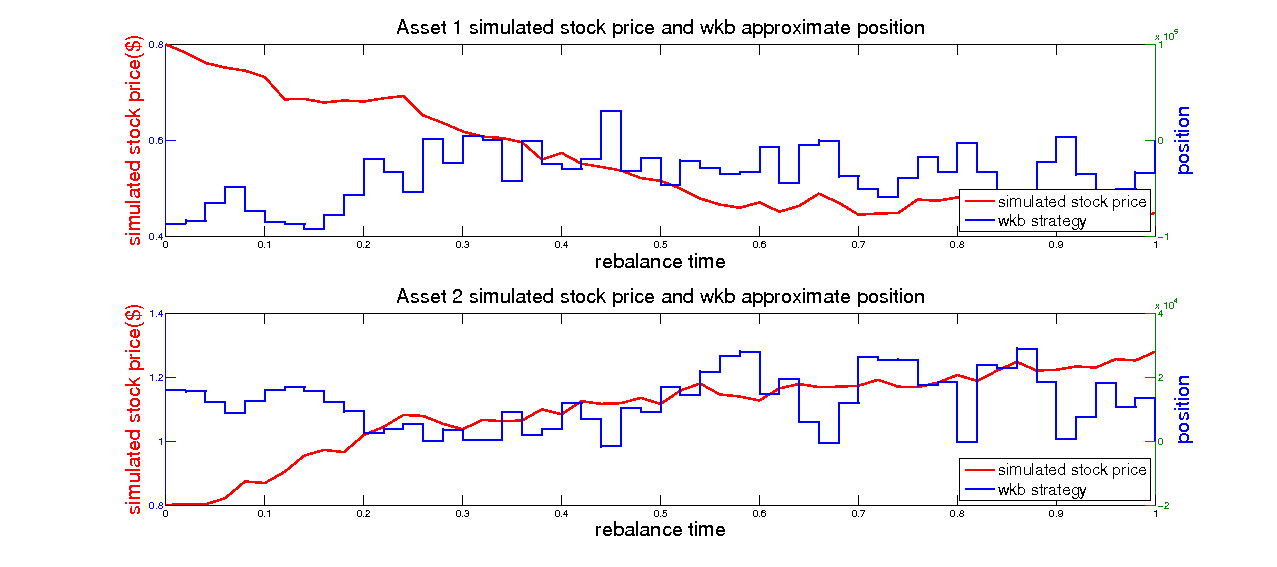 Asset 1 simulated stock price and wkb approximate position
x 10^5
simulated stock price($)
0.8
0.6
0.4
1
0
-1
position
simulated stock price
wkb strategy
0 0.1 0.2 0.3 0.4 0.5 0.6 0.7 0.8 0.9 1
rebalance time
Asset 2 simulated stock price and wkb approximate position
x 10^4
simulated stock price($)
1.4
1.2
1
0.8
4
2
0
-2
position
simulated stock price
wkb strategy
0 0.1 0.2 0.3 0.4 0.5 0.6 0.7 0.8 0.9 1
rebalance time